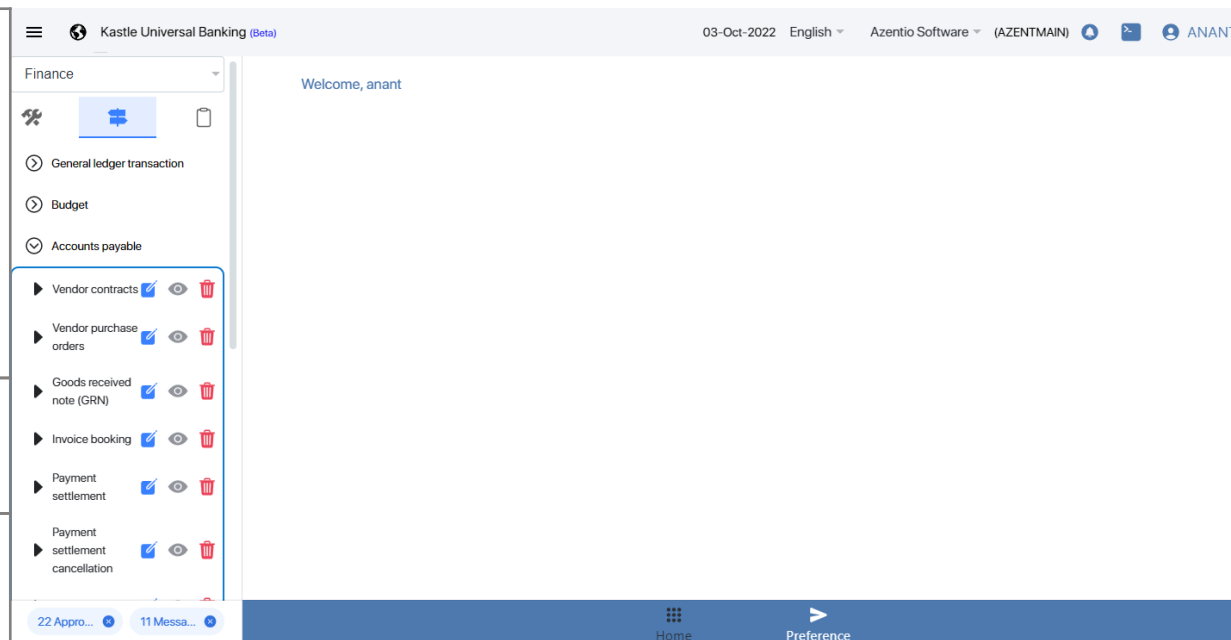 Kastle Universal Banking (Beta)
03-Oct-2022 English Azentio Software (AZENTMAIN) ANANT
Finance
Welcome, anant
General ledger transaction
Budget
Accounts payable
Vendor contracts
Vendor purchase
orders
Goods received
note (GRN)
Invoice booking
Payment
settlement
Payment
settlement
cancellation
22 Appro... 11 Messa...
Home Preference